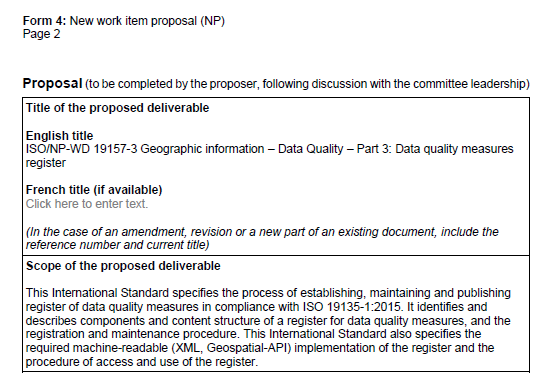 Form 4: New work item proposal (NP)
Page 2
Proposal (to be completed by the proposer, following discussion with the committee leadership)
Title of the proposed deliverable
English title
ISO/NP-WD 19157-3 Geographic information – Data Quality – Part 3: Data quality measures
register
French title (if available)
Click here to enter text.
(In the case of an amendment, revision or a new part of an existing document, include the
reference number and current title)
Scope of the proposed deliverable
This International Standard specifies the process of establishing, maintaining and publishing
register of data quality measures in compliance with ISO 19135-1:2015. It identifies and
describes components and content structure of a register for data quality measures, and the
registration and maintenance procedure. This International Standard also specifies the
required machine-readable (XML, Geospatial-API) implementation of the register and the
procedure of access and use of the register.